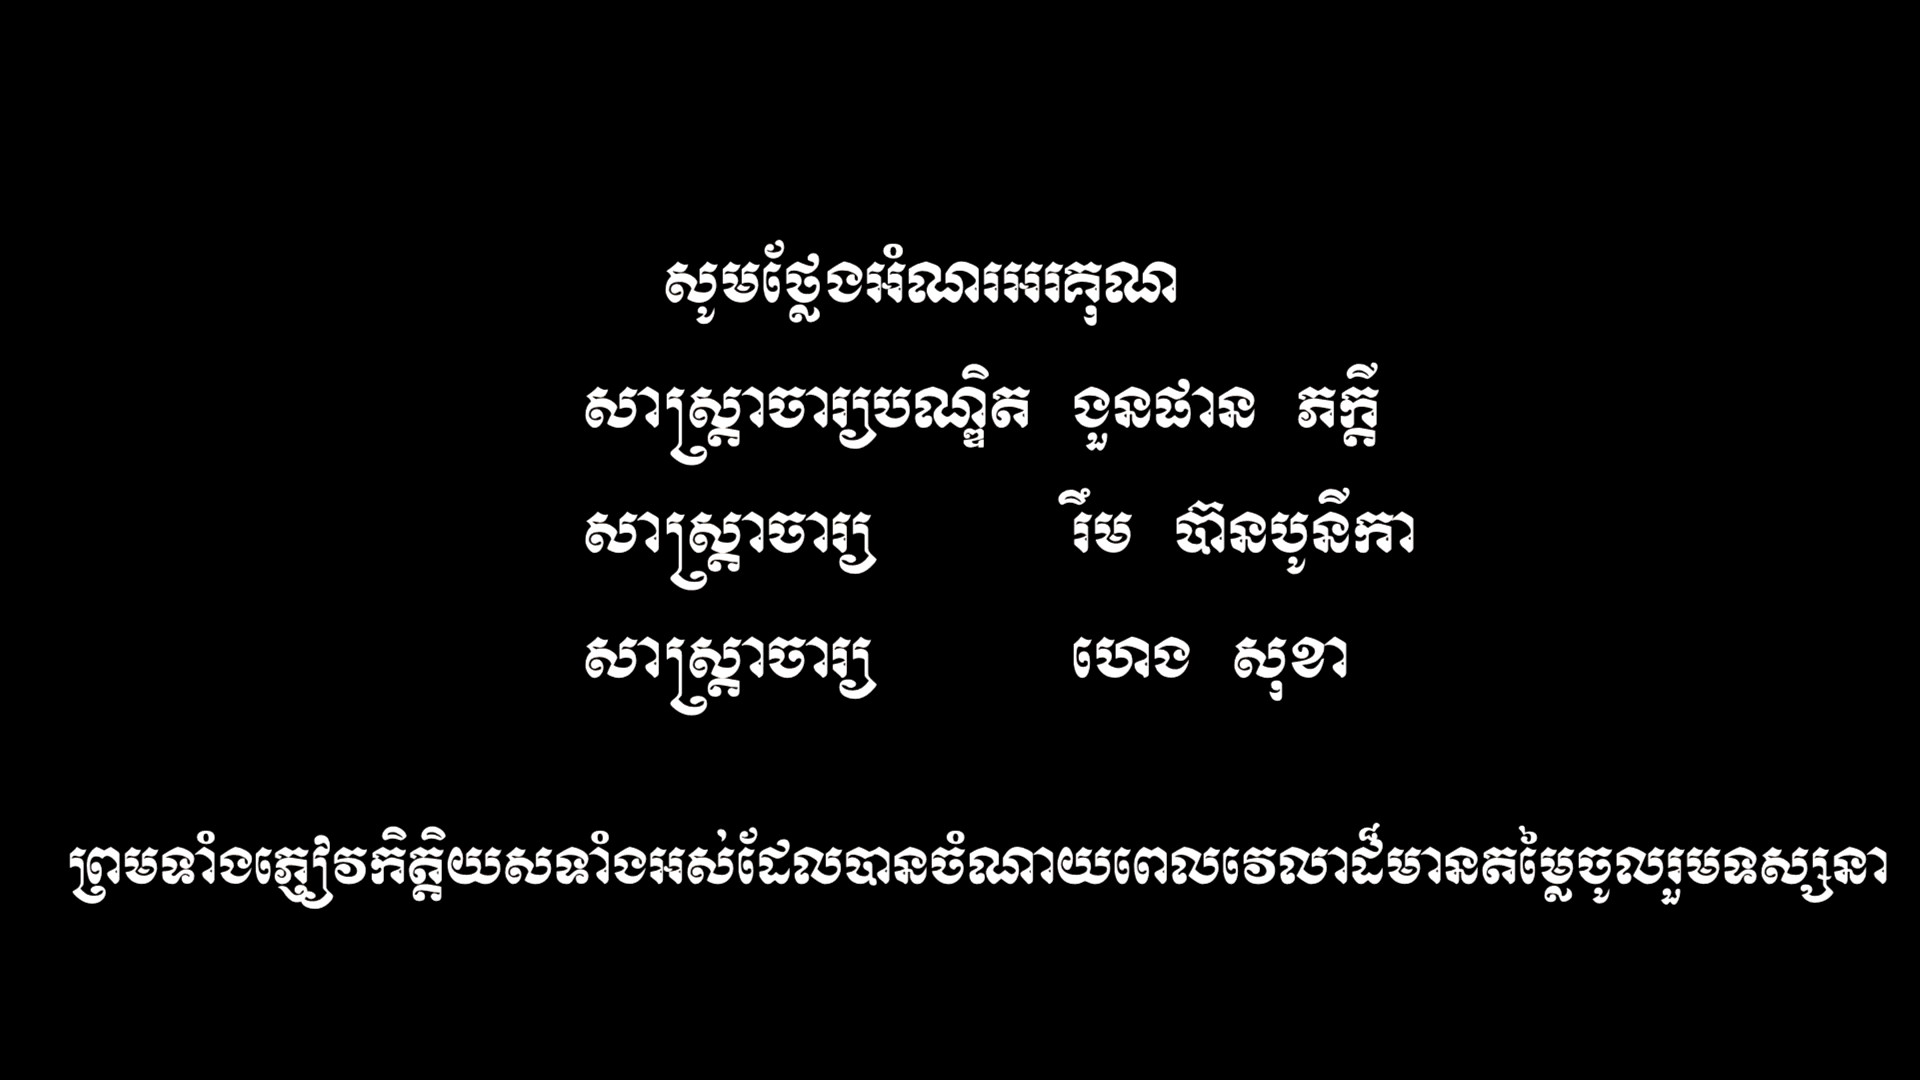 សូមថ្លែងអំណរអរគុណ
សាស្ត្រាចារ្យបណ្ឌិត ងួនផាន ភក្ដី
សាស្ត្រាចារ្យ រឹម ប៊ានបូនីកា
សាស្ត្រាចារ្យ ហេង សុខា
ព្រមទាំងភ្ញៀវកិត្តិយសទាំងអស់ដែលបានចំណាយពេលវេលាដ៏មានតម្លៃចូលរួមទស្សនា